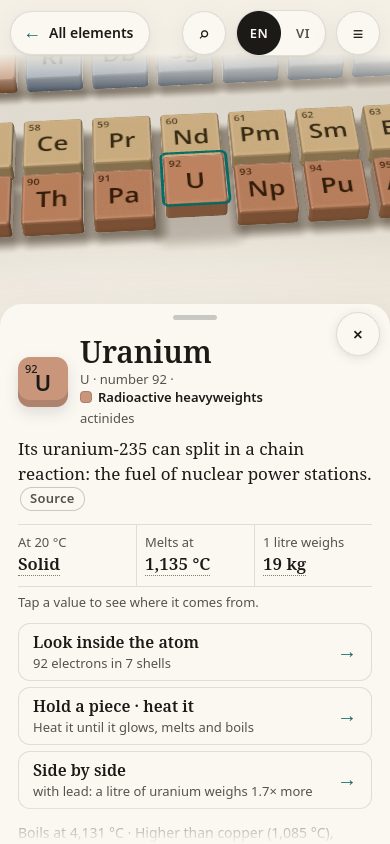 ← All elements
⌕
EN
VI
≡
Rf
Db
58
Ce
59
Pr
60
Nd
61
Pm
62
Sm
63
90
Th
91
Pa
92
U
93
Np
94
Pu
95
×
92
U
Uranium
U · number 92 ·
Radioactive heavyweights
actinides
Its uranium-235 can split in a chain
reaction: the fuel of nuclear power stations.
Source
At 20 °C
Solid
Melts at
1,135 °C
1 litre weighs
19 kg
Tap a value to see where it comes from.
Look inside the atom
92 electrons in 7 shells
→
Hold a piece · heat it
Heat it until it glows, melts and boils
→
Side by side
with lead: a litre of uranium weighs 1.7× more
→
Boils at 4,131 °C · Higher than copper (1,085 °C),